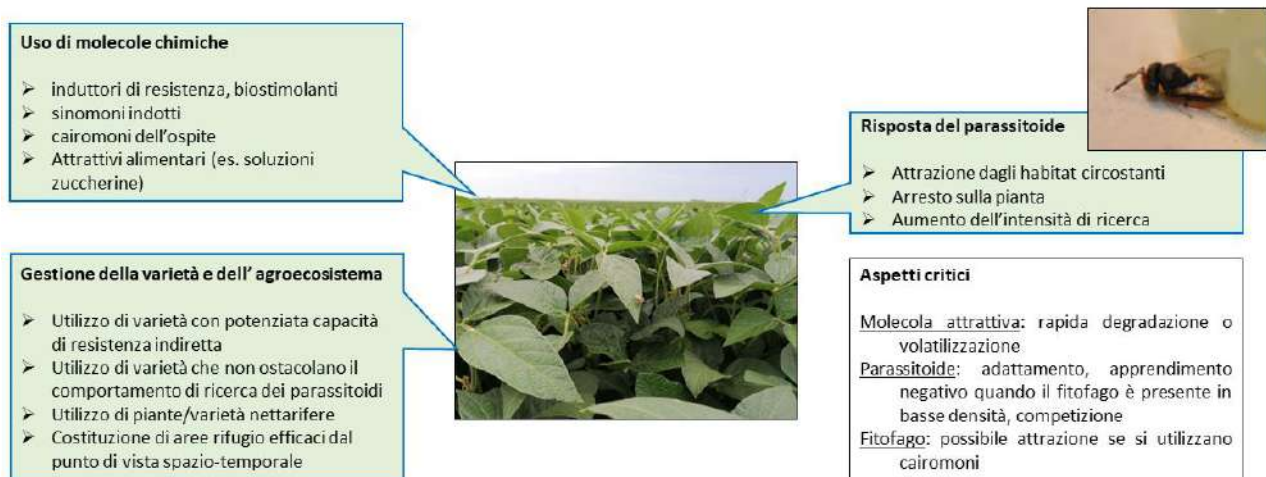 Uso di molecole chimiche
➢ induttori di resistenza, biostimolanti
➢ sinomoni indotti
➢ cairomoni dell'ospite
➢ Attrattivi alimentari (es. soluzioni
zuccherine)
Gestione della varietà e dell' agroecosistema
➢ Utilizzo di varietà con potenziata capacità
di resistenza indiretta
➢ Utilizzo di varietà che non ostacolano il
comportamento di ricerca dei parassitoidi
➢ Utilizzo di piante/varietà nettarifere
➢ Costituzione di aree rifugio efficaci dal
punto di vista spazio-temporale
Risposta del parassitoide
➢ Attrazione dagli habitat circostanti
➢ Arresto sulla pianta
➢ Aumento dell'intensità di ricerca
Aspetti critici
Molecola attrattiva: rapida degradazione o
volatilizzazione
Parassitoide: adattamento, apprendimento
negativo quando il fitofago è presente in
basse densità, competizione
Fitofago: possibile attrazione se si utilizzano
cairomoni